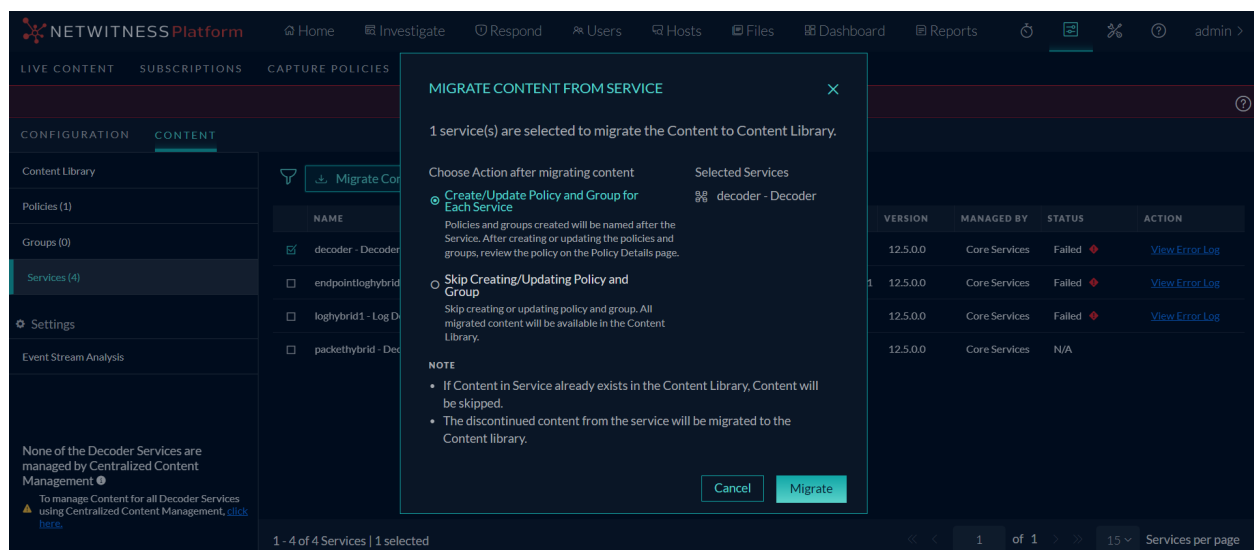 NETWITNESS Platform
Home
Investigate
Respond
Users
Hosts
Files
Dashboard
Reports
admin >
LIVE CONTENT
SUBSCRIPTIONS
CAPTURE POLICIES
CONFIGURATION
CONTENT
Content Library
Policies (1)
Groups (0)
Services (4)
Settings
Event Stream Analysis
None of the Decoder Services are
managed by Centralized Content
Management
To manage Content for all Decoder Services
using Centralized Content Management, click
here.
Migrate Con
NAME
VERSION
MANAGED BY
STATUS
ACTION
decoder - Decoder
12.5.0.0
Core Services
Failed
View Error Log
endpointloghybrid
1
12.5.0.0
Core Services
Failed
View Error Log
loghybrid1 - Log D
12.5.0.0
Core Services
Failed
View Error Log
packethybrid - Dec
12.5.0.0
Core Services
N/A
MIGRATE CONTENT FROM SERVICE
1 service(s) are selected to migrate the Content to Content Library.
Choose Action after migrating content
Create/Update Policy and Group for
Each Service
Policies and groups created will be named after the
Service. After creating or updating the policies and
groups, review the policy on the Policy Details page.
Skip Creating/Updating Policy and
Group
Skip creating or updating policy and group. All
migrated content will be available in the Content
Library.
Selected Services
decoder - Decoder
NOTE
• If Content in Service already exists in the Content Library, Content will
be skipped.
• The discontinued content from the service will be migrated to the
Content library.
Cancel
Migrate
1 - 4 of 4 Services | 1 selected
<< < 1 of 1 > >>
15
Services per page